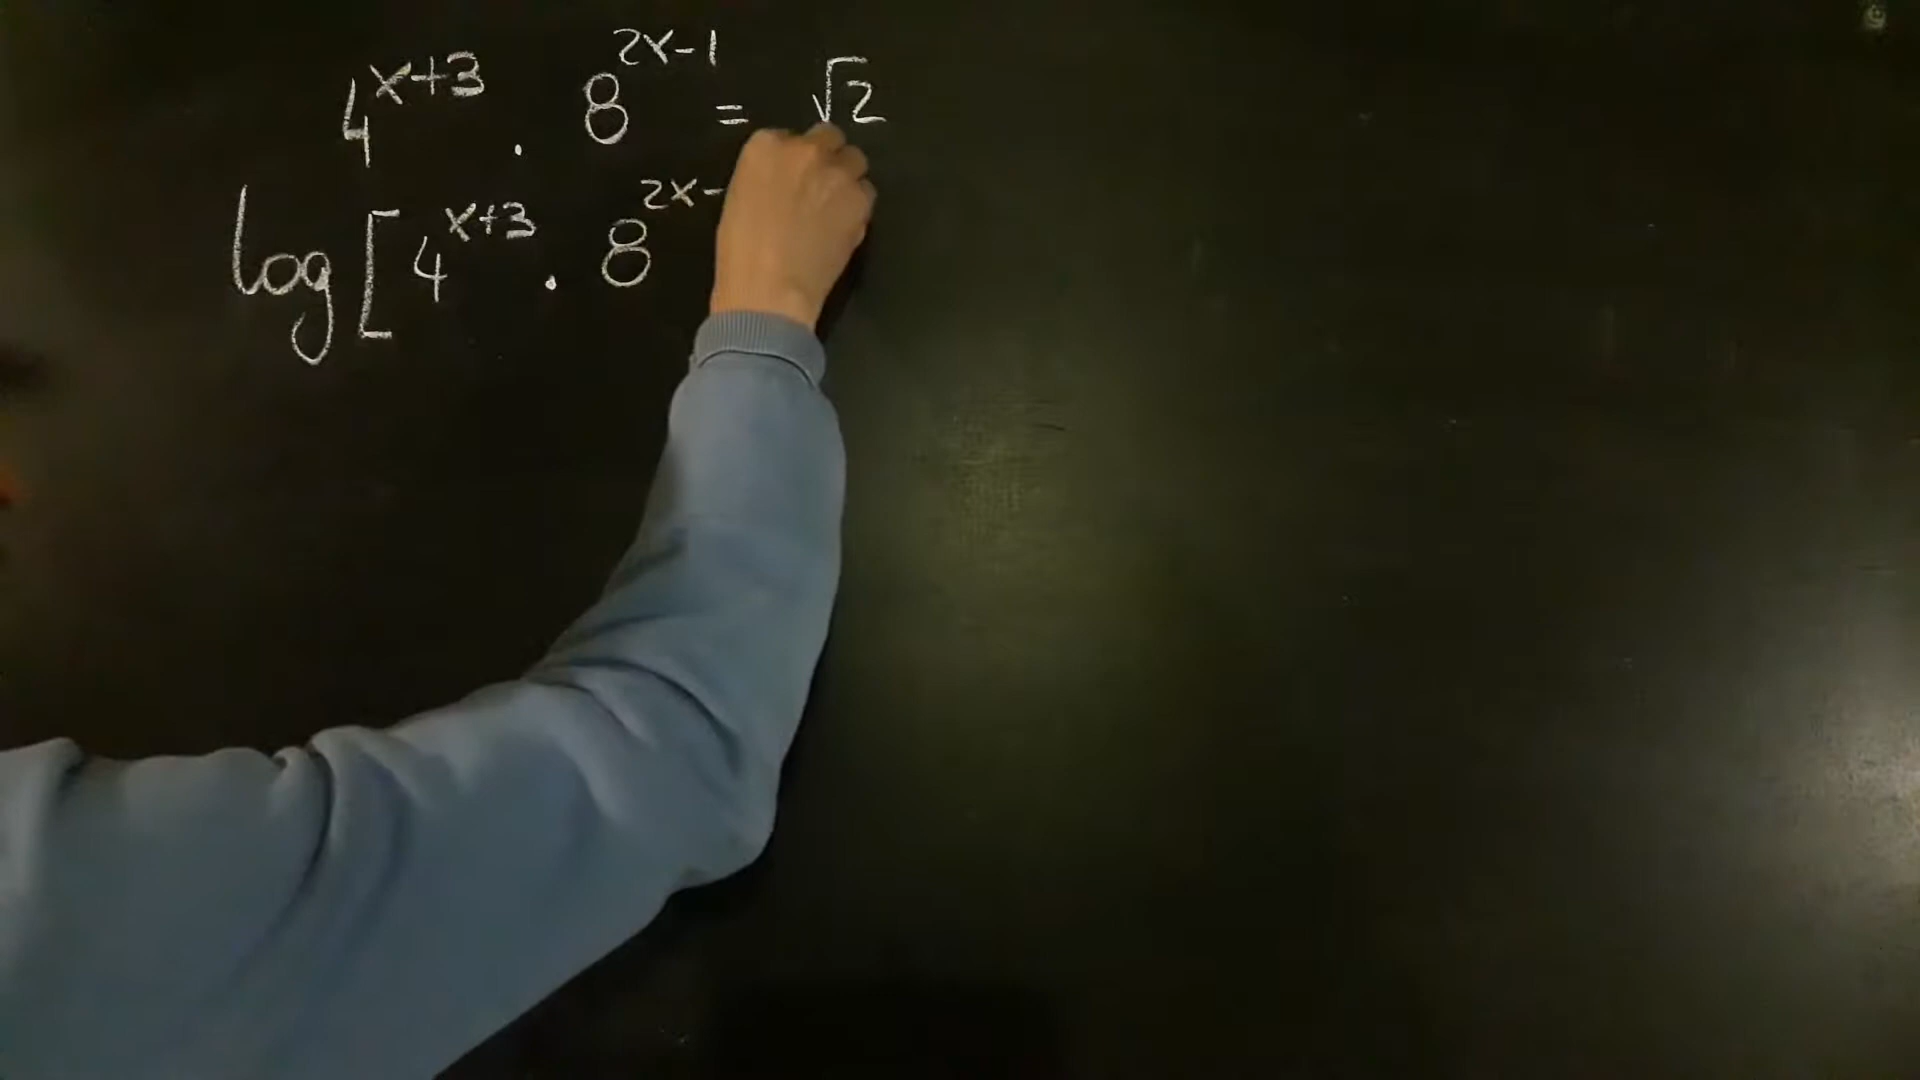 4^{x+3} . 8^{2x-1} = √2
log[4^{x+3} . 8^{2x-